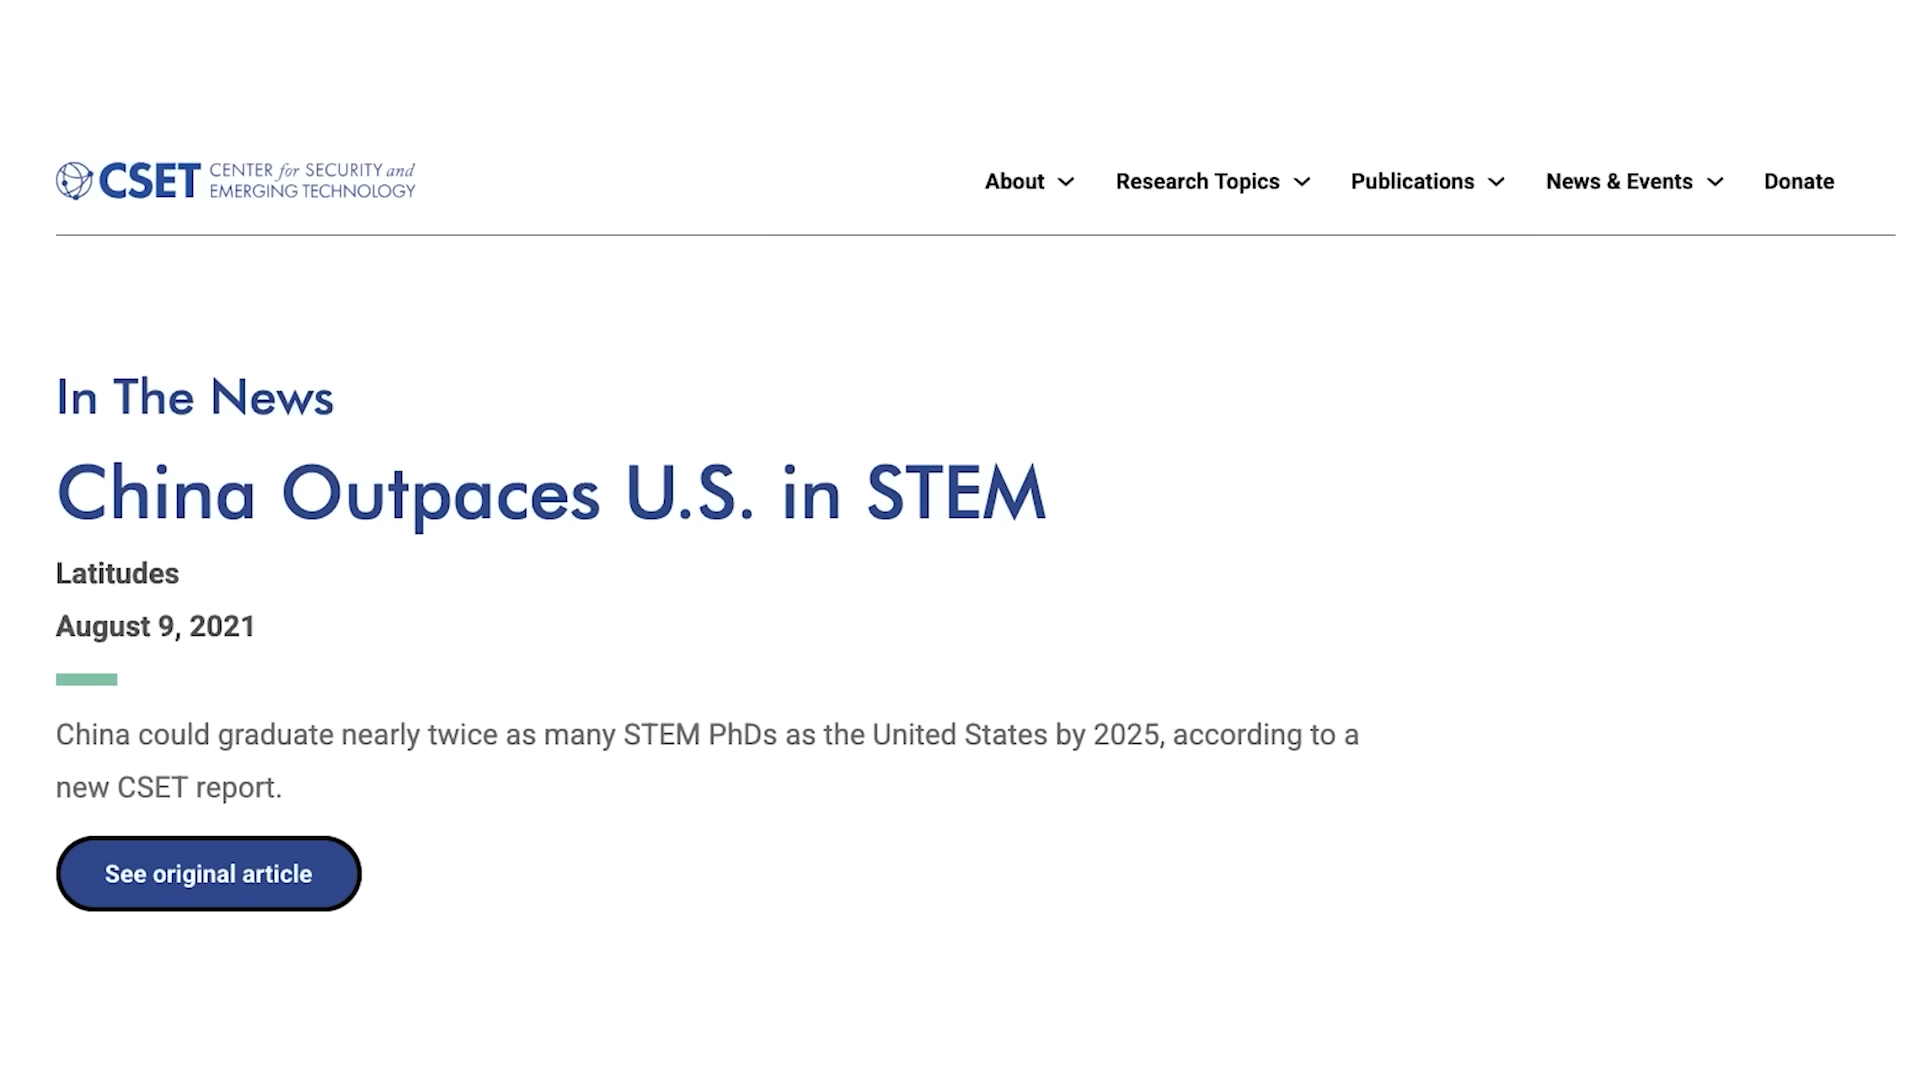 CSET CENTER for SECURITY and
EMERGING TECHNOLOGY
About Research Topics Publications News & Events Donate
In The News
China Outpaces U.S. in STEM
Latitudes
August 9, 2021
China could graduate nearly twice as many STEM PhDs as the United States by 2025, according to a
new CSET report.
See original article